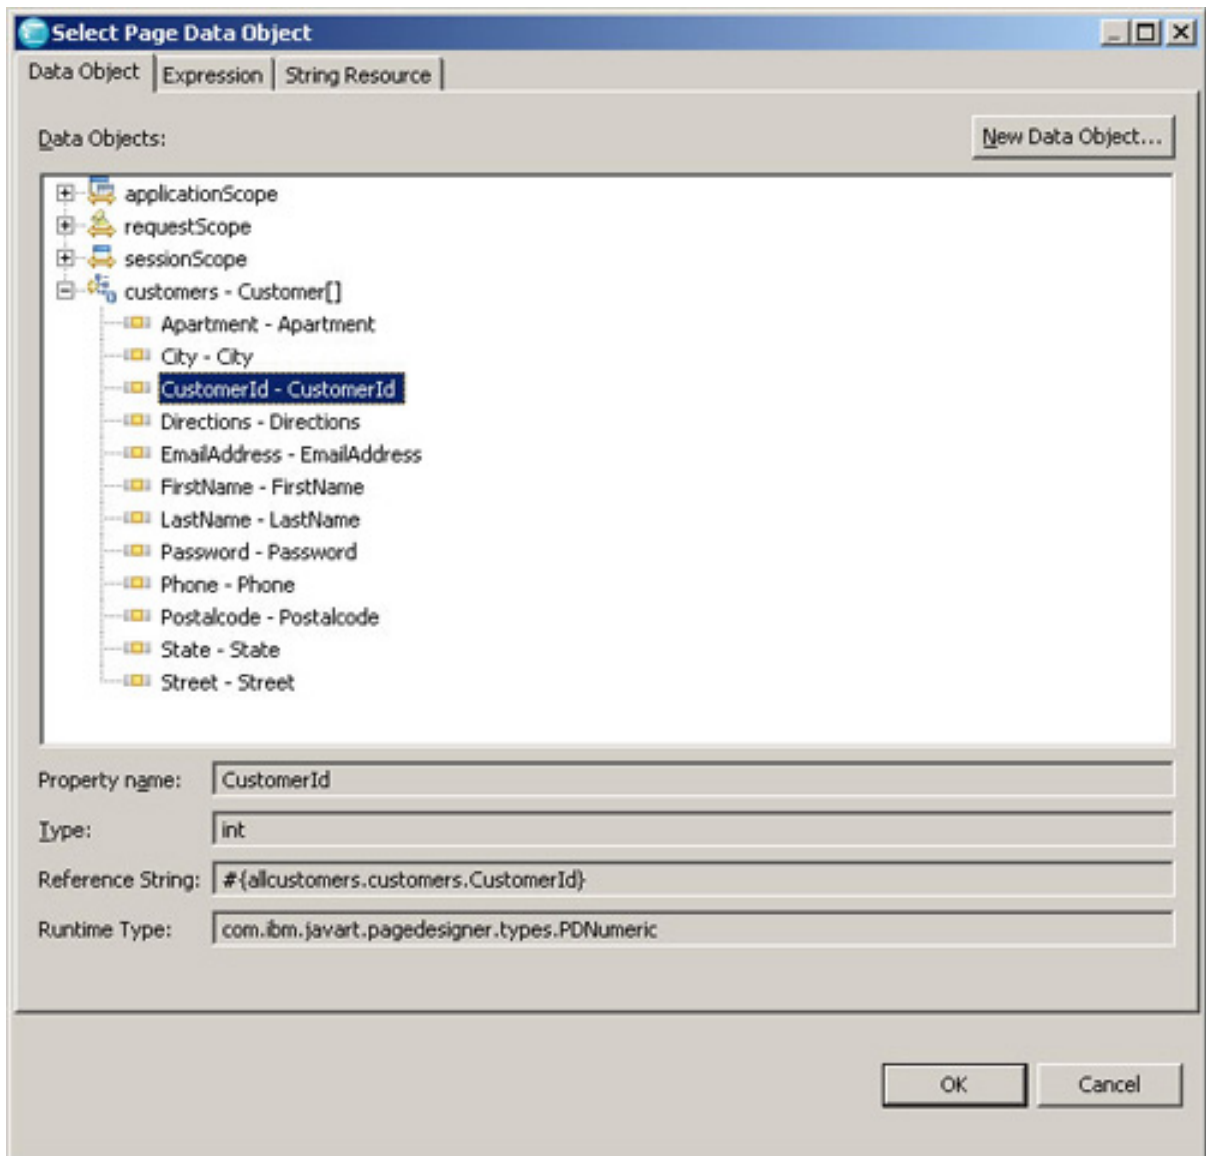 Select Page Data Object
Data Object Expression String Resource
Data Objects: New Data Object...
applicationScope
requestScope
sessionScope
customers - Customer[]
Apartment - Apartment
City - City
CustomerId - CustomerId
Directions - Directions
EmailAddress - EmailAddress
FirstName - FirstName
LastName - LastName
Password - Password
Phone - Phone
Postalcode - Postalcode
State - State
Street - Street
Property name: CustomerId
Type: int
Reference String: #{allcustomers.customers.CustomerId}
Runtime Type: com.ibm.javart.pagedesigner.types.PDNumeric
OK Cancel